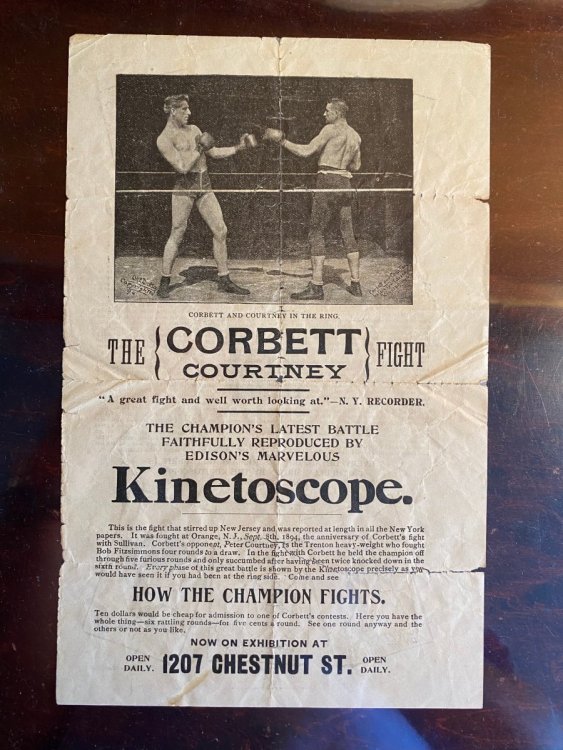 CORBETT AND COURTNEY IN THE RING.
THE { CORBETT COURTNEY } FIGHT
"A great fight and well worth looking at."—N. Y. RECORDER.
THE CHAMPION'S LATEST BATTLE
FAITHFULLY REPRODUCED BY
EDISON'S MARVELOUS
Kinetoscope.
This is the fight that stirred up New Jersey and was reported at length in all the New York
papers. It was fought at Orange, N. J., Sept. 8th, 1894, the anniversary of Corbett's fight
with Sullivan. Corbett's opponent, Peter Courtney, is the Trenton heavy-weight who fought
Bob Fitzsimmons four rounds to a draw. In the fight with Corbett he held the champion off
through five furious rounds and only succumbed after having been twice knocked down in the
sixth round. Every phase of this great battle is shown by the Kinetoscope precisely as you
would have seen it if you had been at the ring side. Come and see
HOW THE CHAMPION FIGHTS.
Ten dollars would be cheap for admission to one of Corbett's contests. Here you have the
whole thing—six rattling rounds—for five cents a round. See one round anyway and the
others or not as you like.
NOW ON EXHIBITION AT
OPEN DAILY. 1207 CHESTNUT ST. OPEN DAILY.